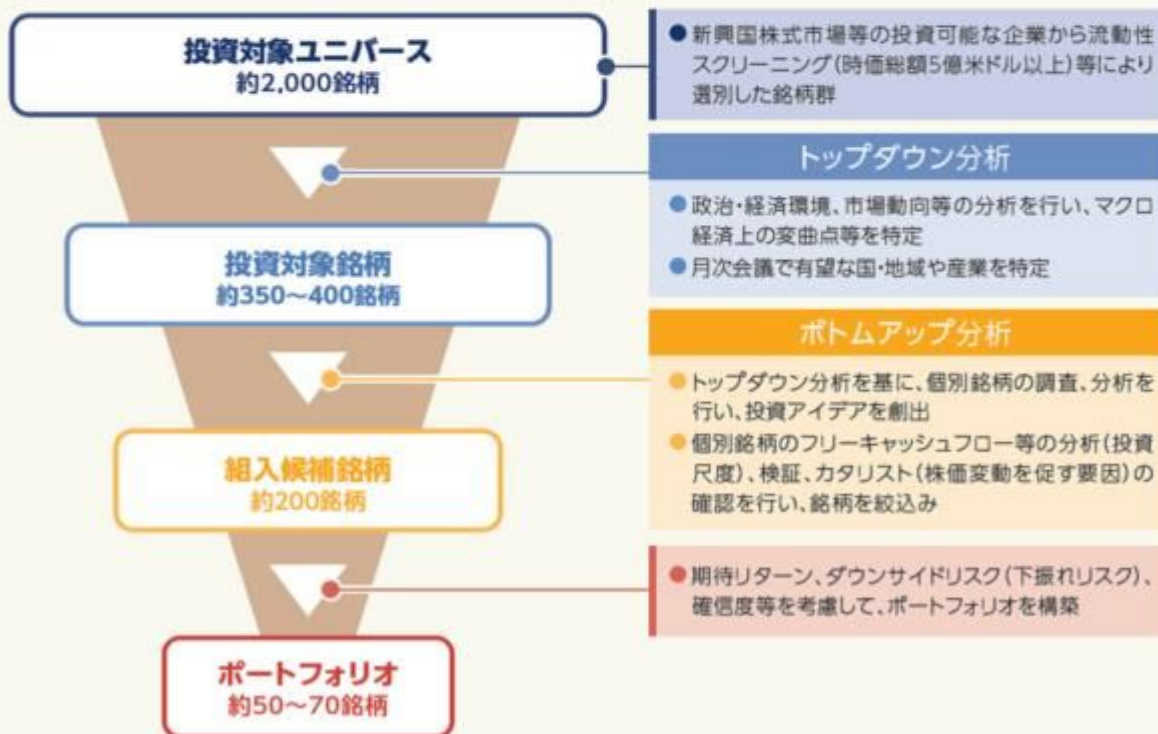 投資対象ユニバース
約2,000銘柄
●新興国株式市場等の投資可能な企業から流動性
スクリーニング(時価総額5億米ドル以上)等により
選別した銘柄群
トップダウン分析
●政治・経済環境、市場動向等の分析を行い、マクロ
経済上の変曲点等を特定
●月次会議で有望な国・地域や産業を特定
投資対象銘柄
約350〜400銘柄
ボトムアップ分析
●トップダウン分析を基に、個別銘柄の調査、分析を
行い、投資アイデアを創出
●個別銘柄のフリーキャッシュフロー等の分析(投資
尺度)、検証、カタリスト(株価変動を促す要因)の
確認を行い、銘柄を絞込み
組入候補銘柄
約200銘柄
●期待リターン、ダウンサイドリスク(下振れリスク)、
確信度等を考慮して、ポートフォリオを構築
ポートフォリオ
約50〜70銘柄